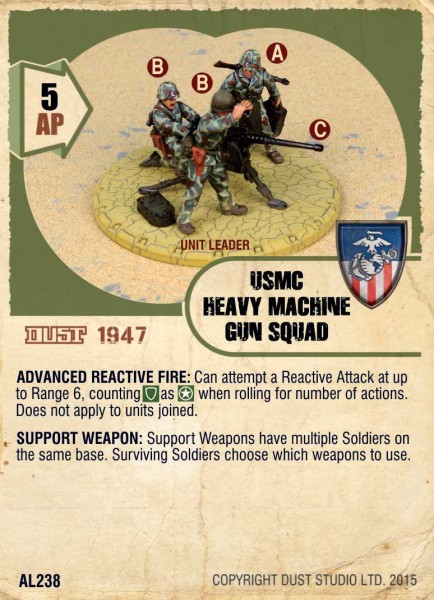 5
AP
B
B
A
C
UNIT LEADER
USMC
HEAVY MACHINE
GUN SQUAD
DUST 1947
ADVANCED REACTIVE FIRE: Can attempt a Reactive Attack at up
to Range 6, counting as when rolling for number of actions.
Does not apply to units joined.
SUPPORT WEAPON: Support Weapons have multiple Soldiers on
the same base. Surviving Soldiers choose which weapons to use.
AL238
COPYRIGHT DUST STUDIO LTD. 2015